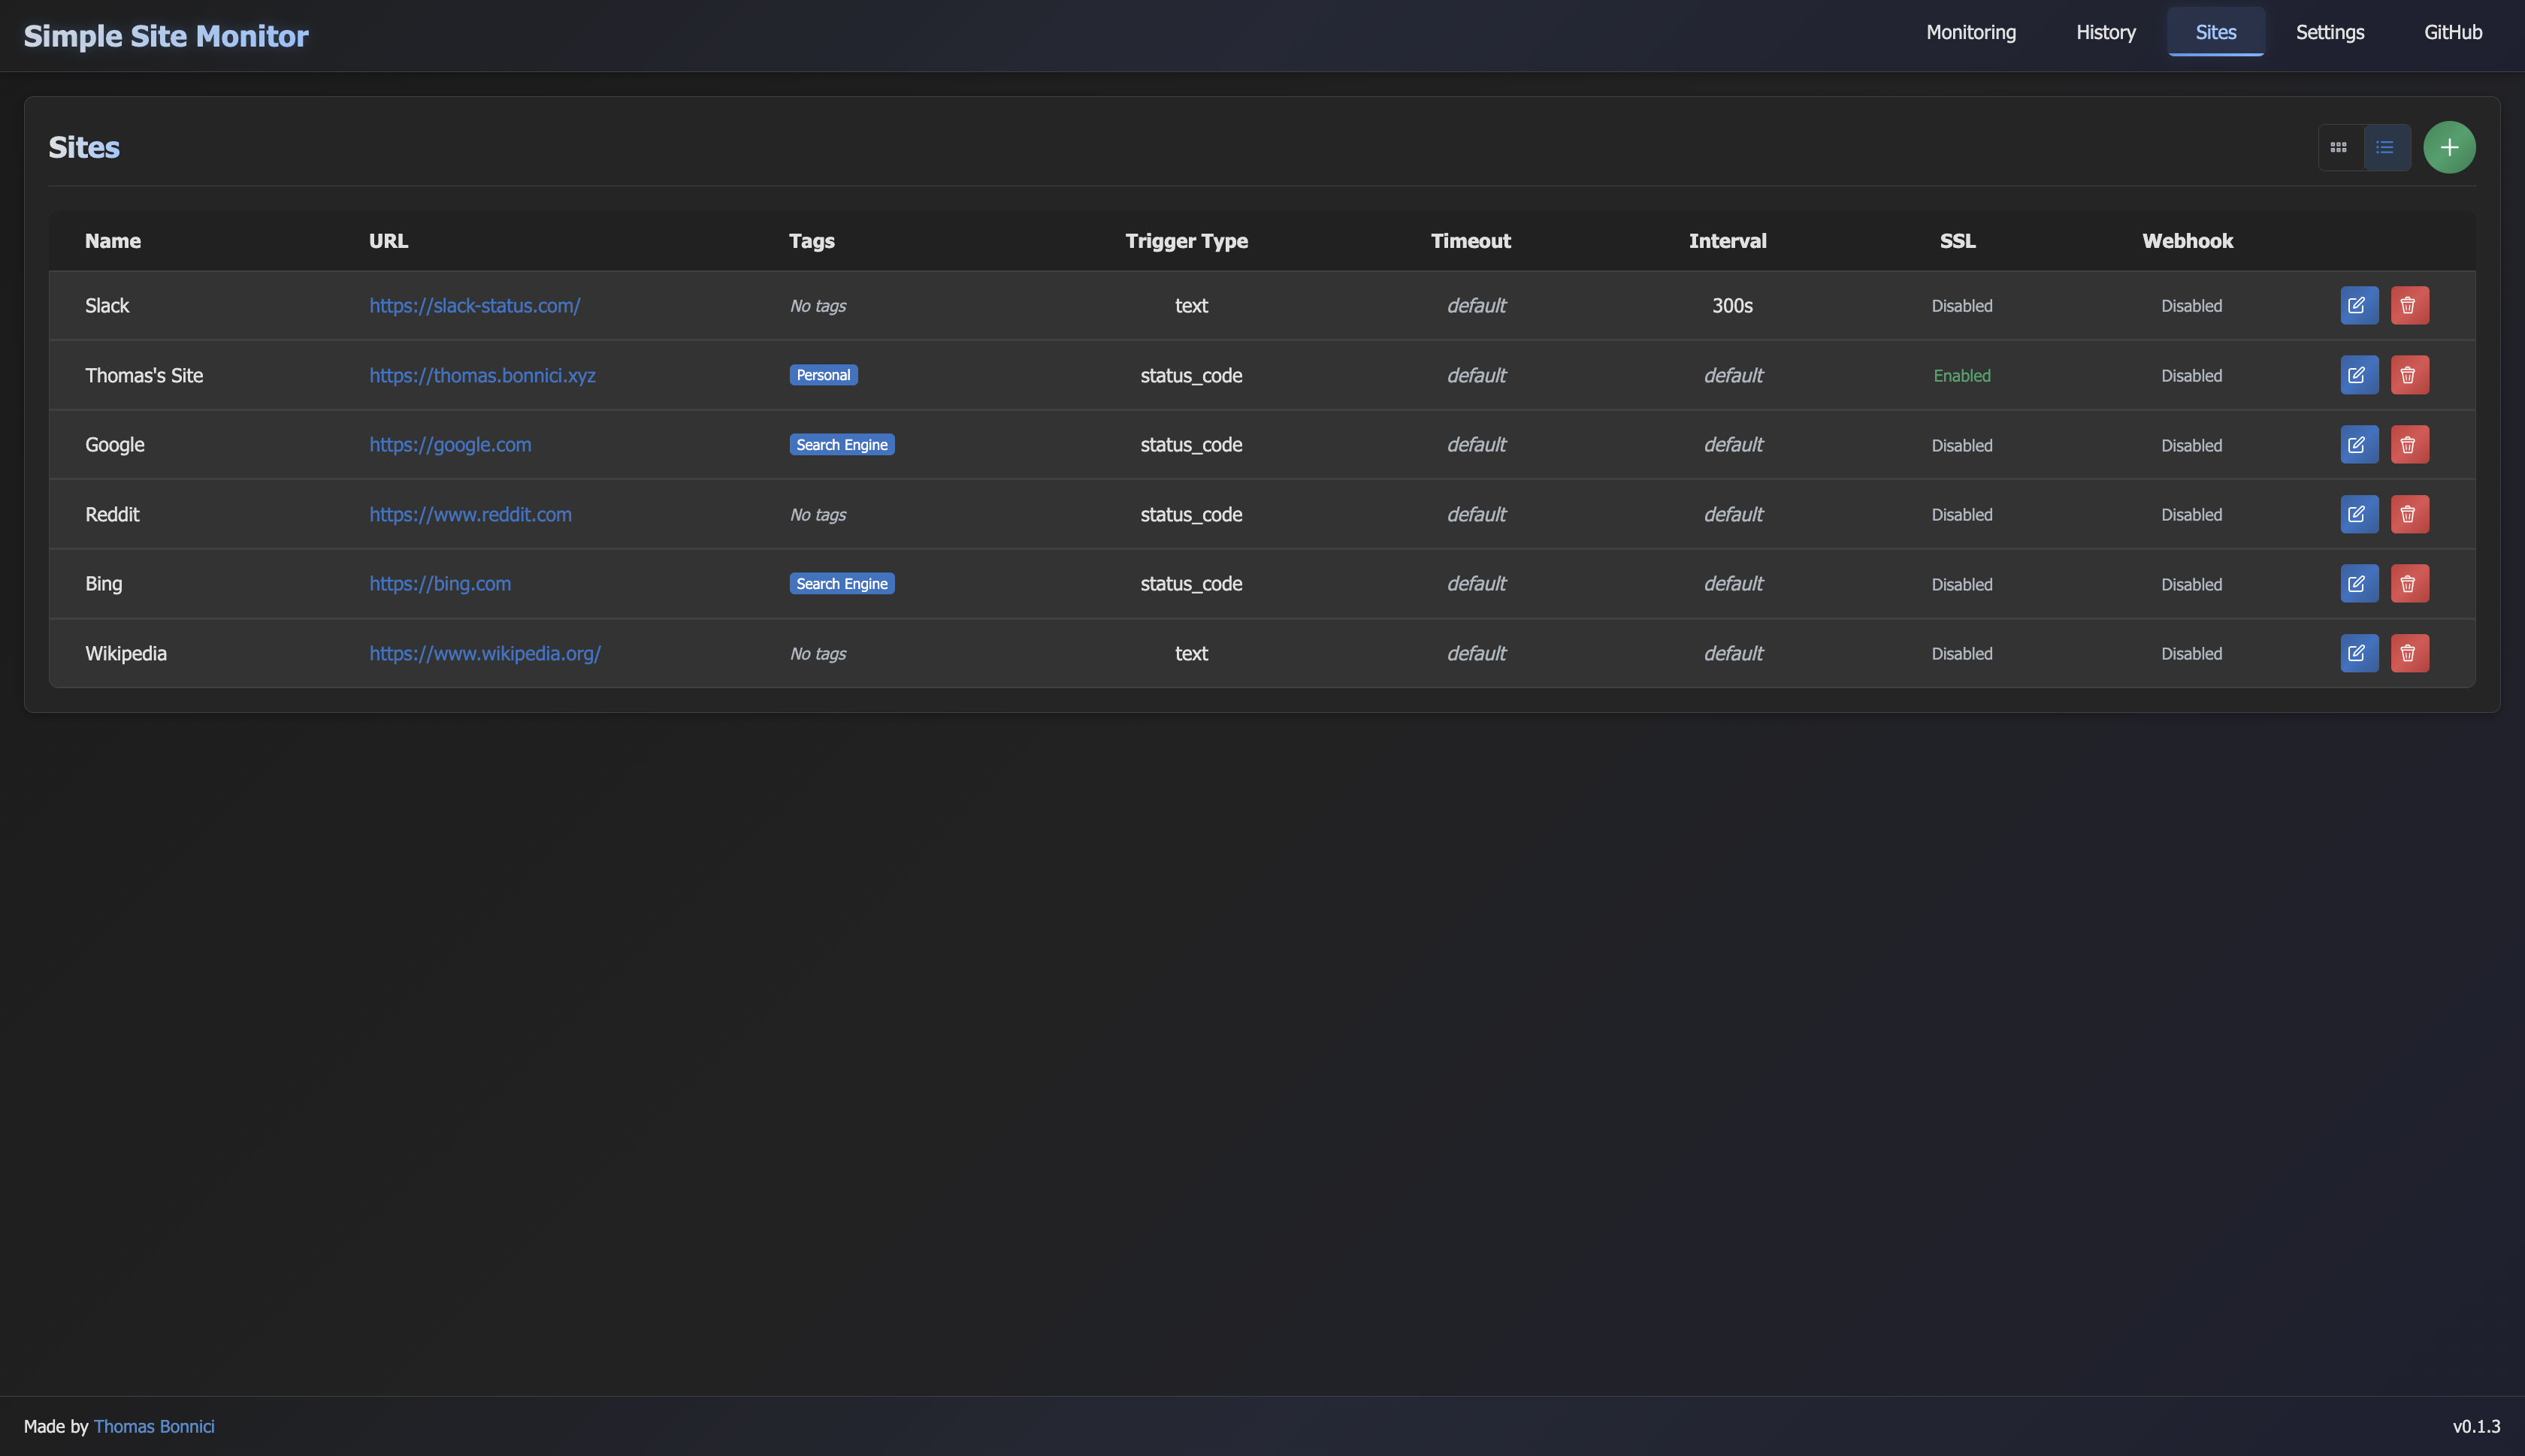 Simple Site Monitor Monitoring History Sites Settings GitHub
Sites
Name URL Tags Trigger Type Timeout Interval SSL Webhook
Slack https://slack-status.com/ No tags text default 300s Disabled Disabled
Thomas's Site https://thomas.bonnici.xyz Personal status_code default default Enabled Disabled
Google https://google.com Search Engine status_code default default Disabled Disabled
Reddit https://www.reddit.com No tags status_code default default Disabled Disabled
Bing https://bing.com Search Engine status_code default default Disabled Disabled
Wikipedia https://www.wikipedia.org/ No tags text default default Disabled Disabled
Made by Thomas Bonnici v0.1.3